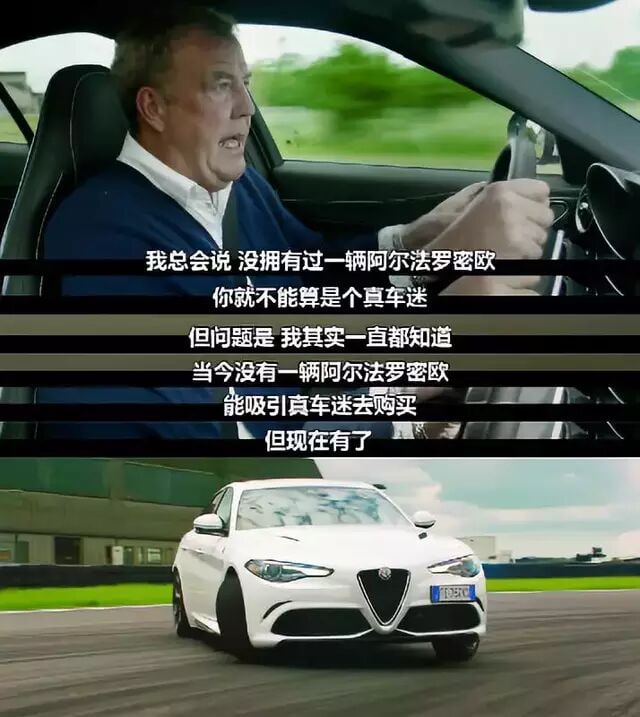 我总会说 没拥有过一辆阿尔法罗密欧
你就不能算是个真车迷
但问题是 我其实一直都知道
当今没有一辆阿尔法罗密欧
能吸引真车迷去购买
但现在有了